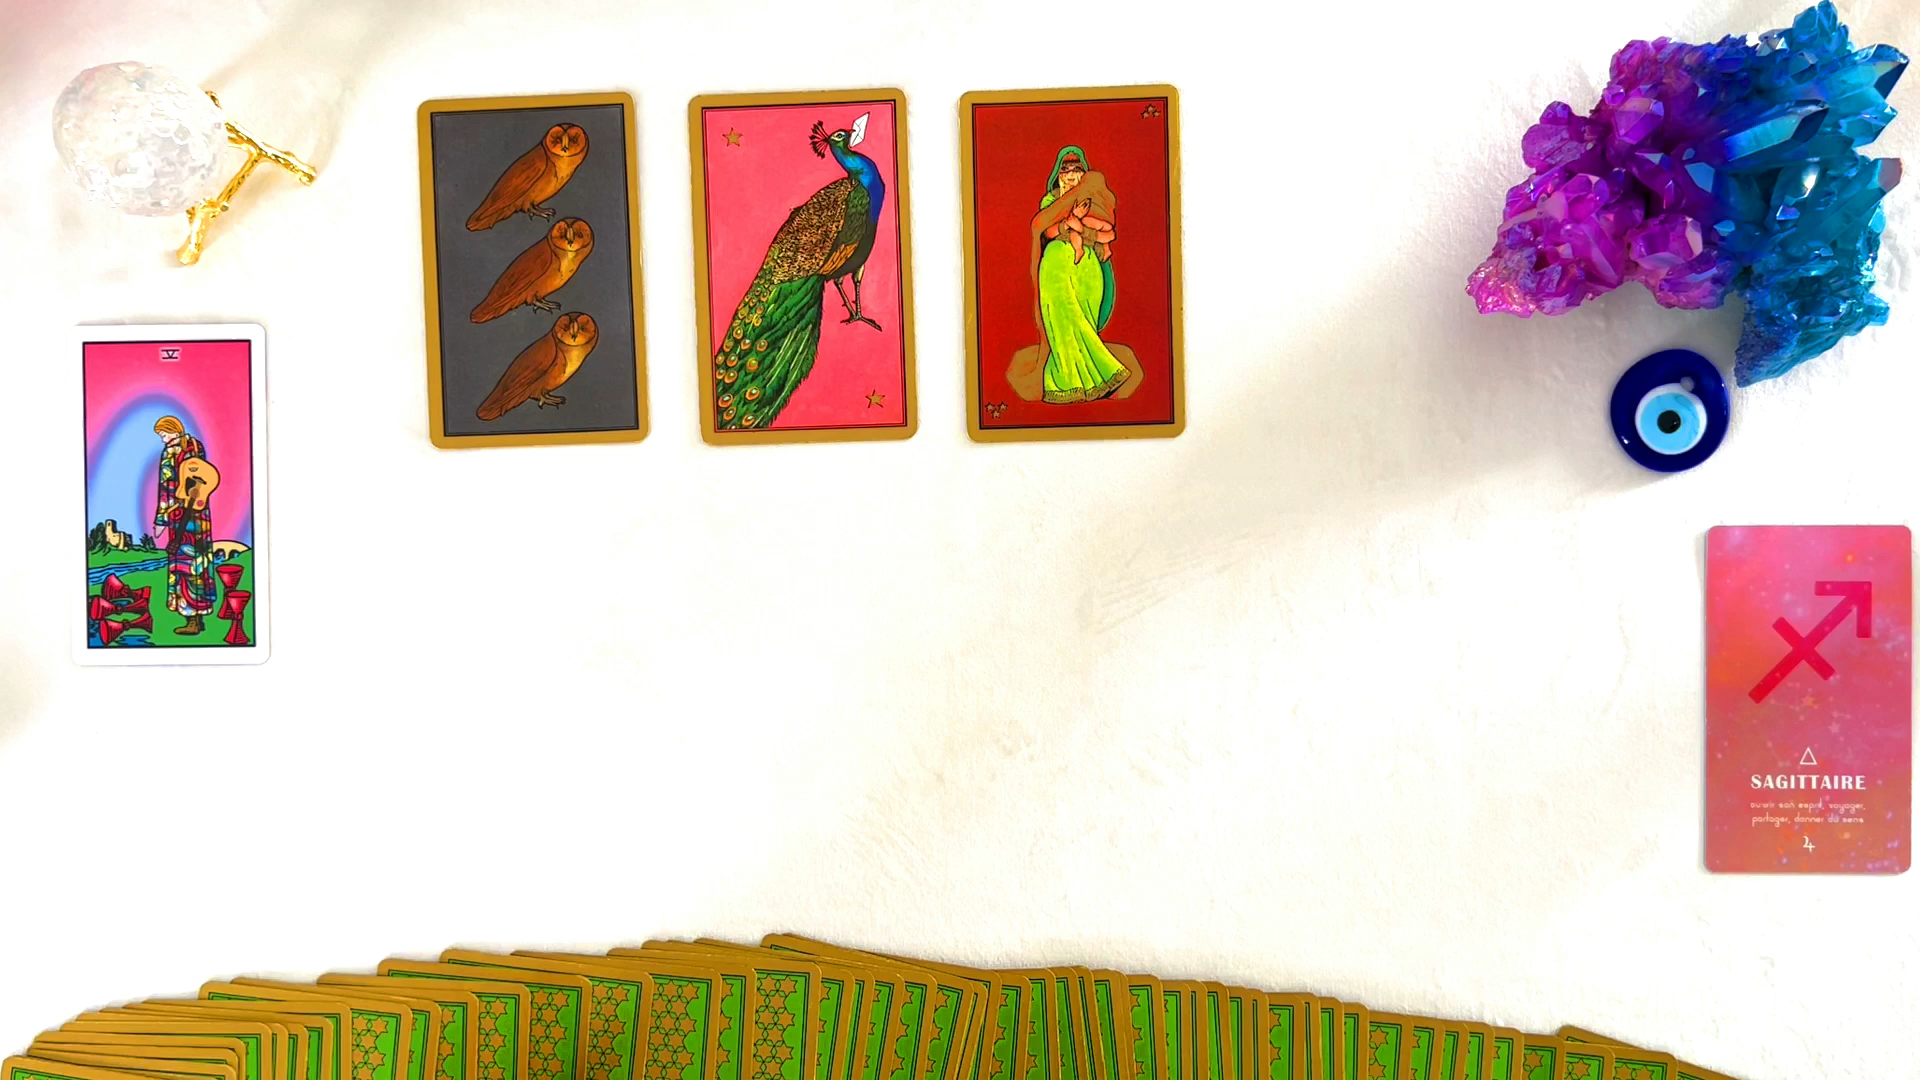 V
SAGITTAIRE
ouvrir son esprit, voyager,
partager, donner du sens